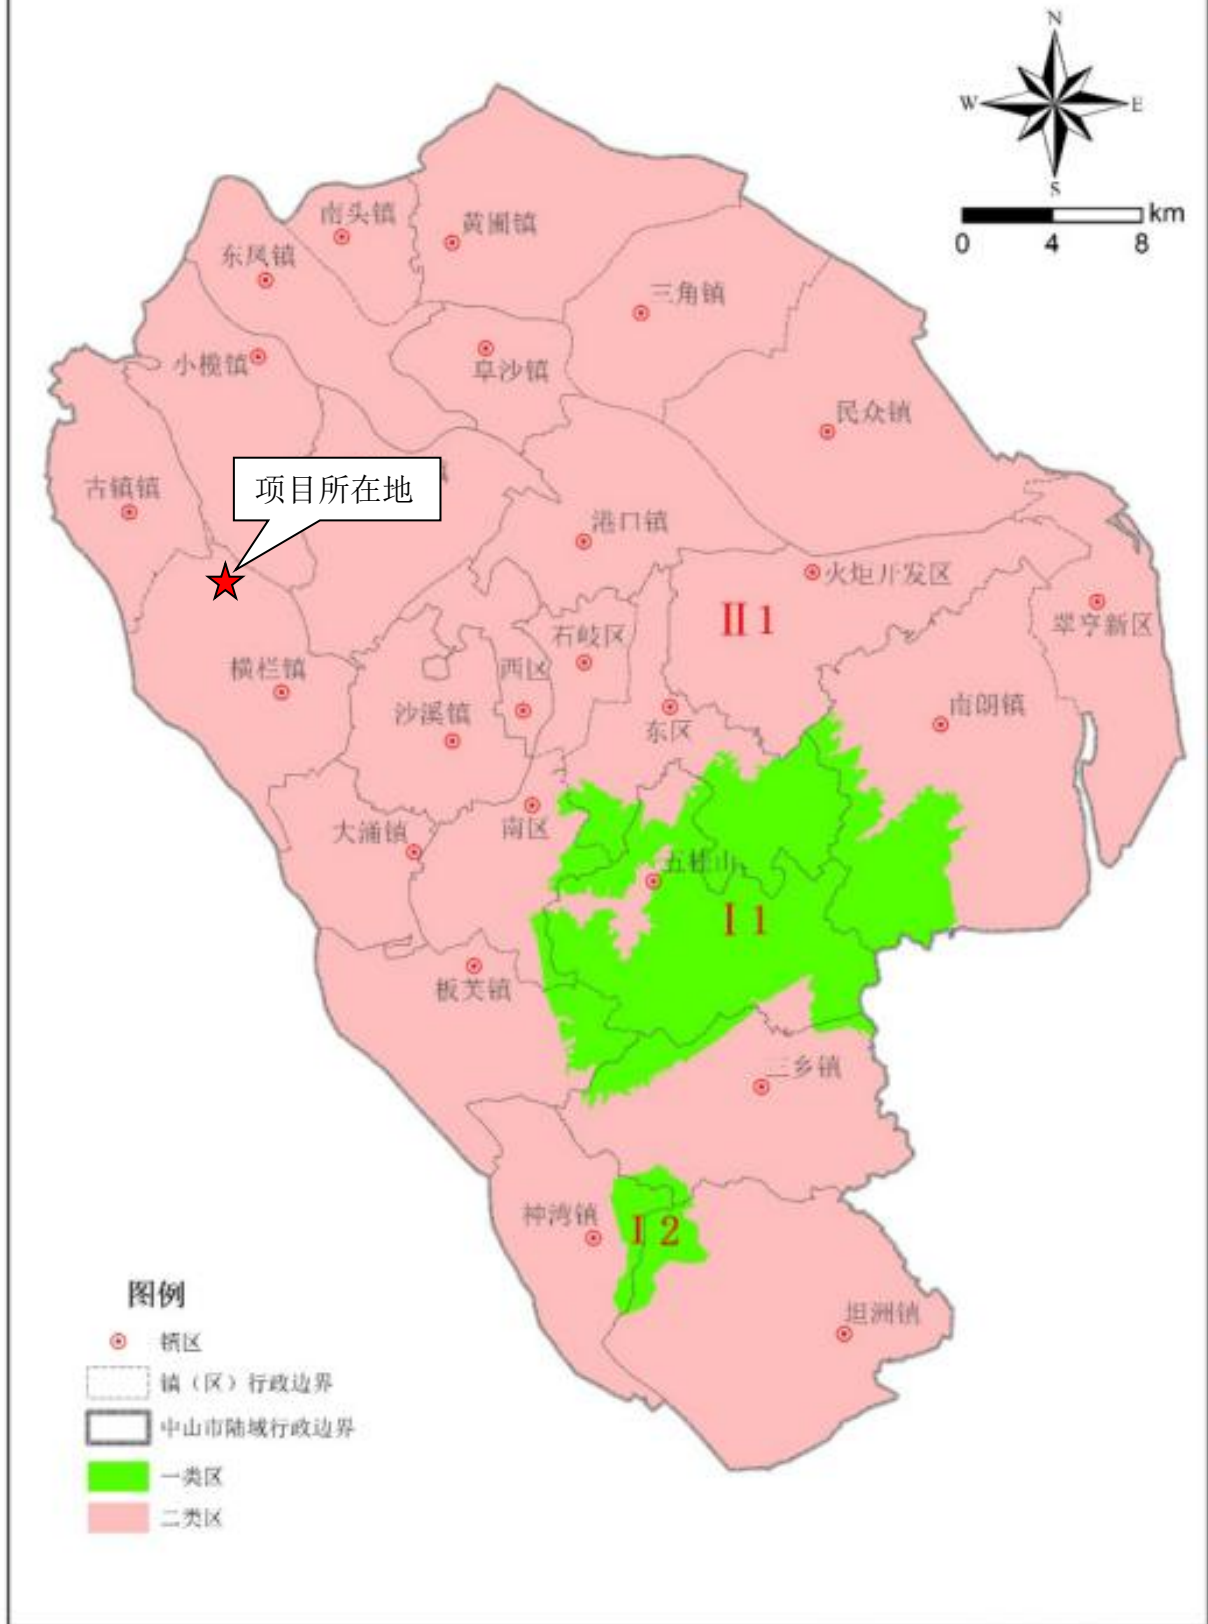 N
W E
S
km
0 4 8
南头镇
黄圃镇
东凤镇
三角镇
小榄镇
阜沙镇
民众镇
古镇镇
项目所在地
港口镇
火炬开发区
II 1
翠亨新区
石岐区
横栏镇
西区
沙溪镇
东区
南朗镇
南区
大涌镇
五桂山
I 1
板芙镇
三乡镇
神湾镇
I 2
坦洲镇
图例
镇区
镇（区）行政边界
中山市陆域行政边界
一类区
二类区